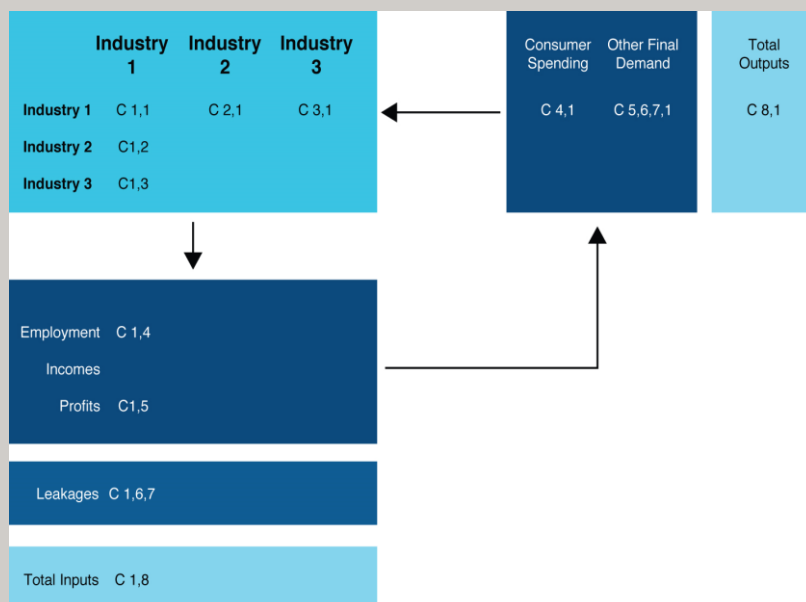 Industry 1 Industry 2 Industry 3
Consumer Spending Other Final Demand Total Outputs
Industry 1 C 1,1 C 2,1 C 3,1 C 4,1 C 5,6,7,1 C 8,1
Industry 2 C1,2
Industry 3 C1,3
Employment C 1,4
Incomes
Profits C1,5
Leakages C 1,6,7
Total Inputs C 1,8